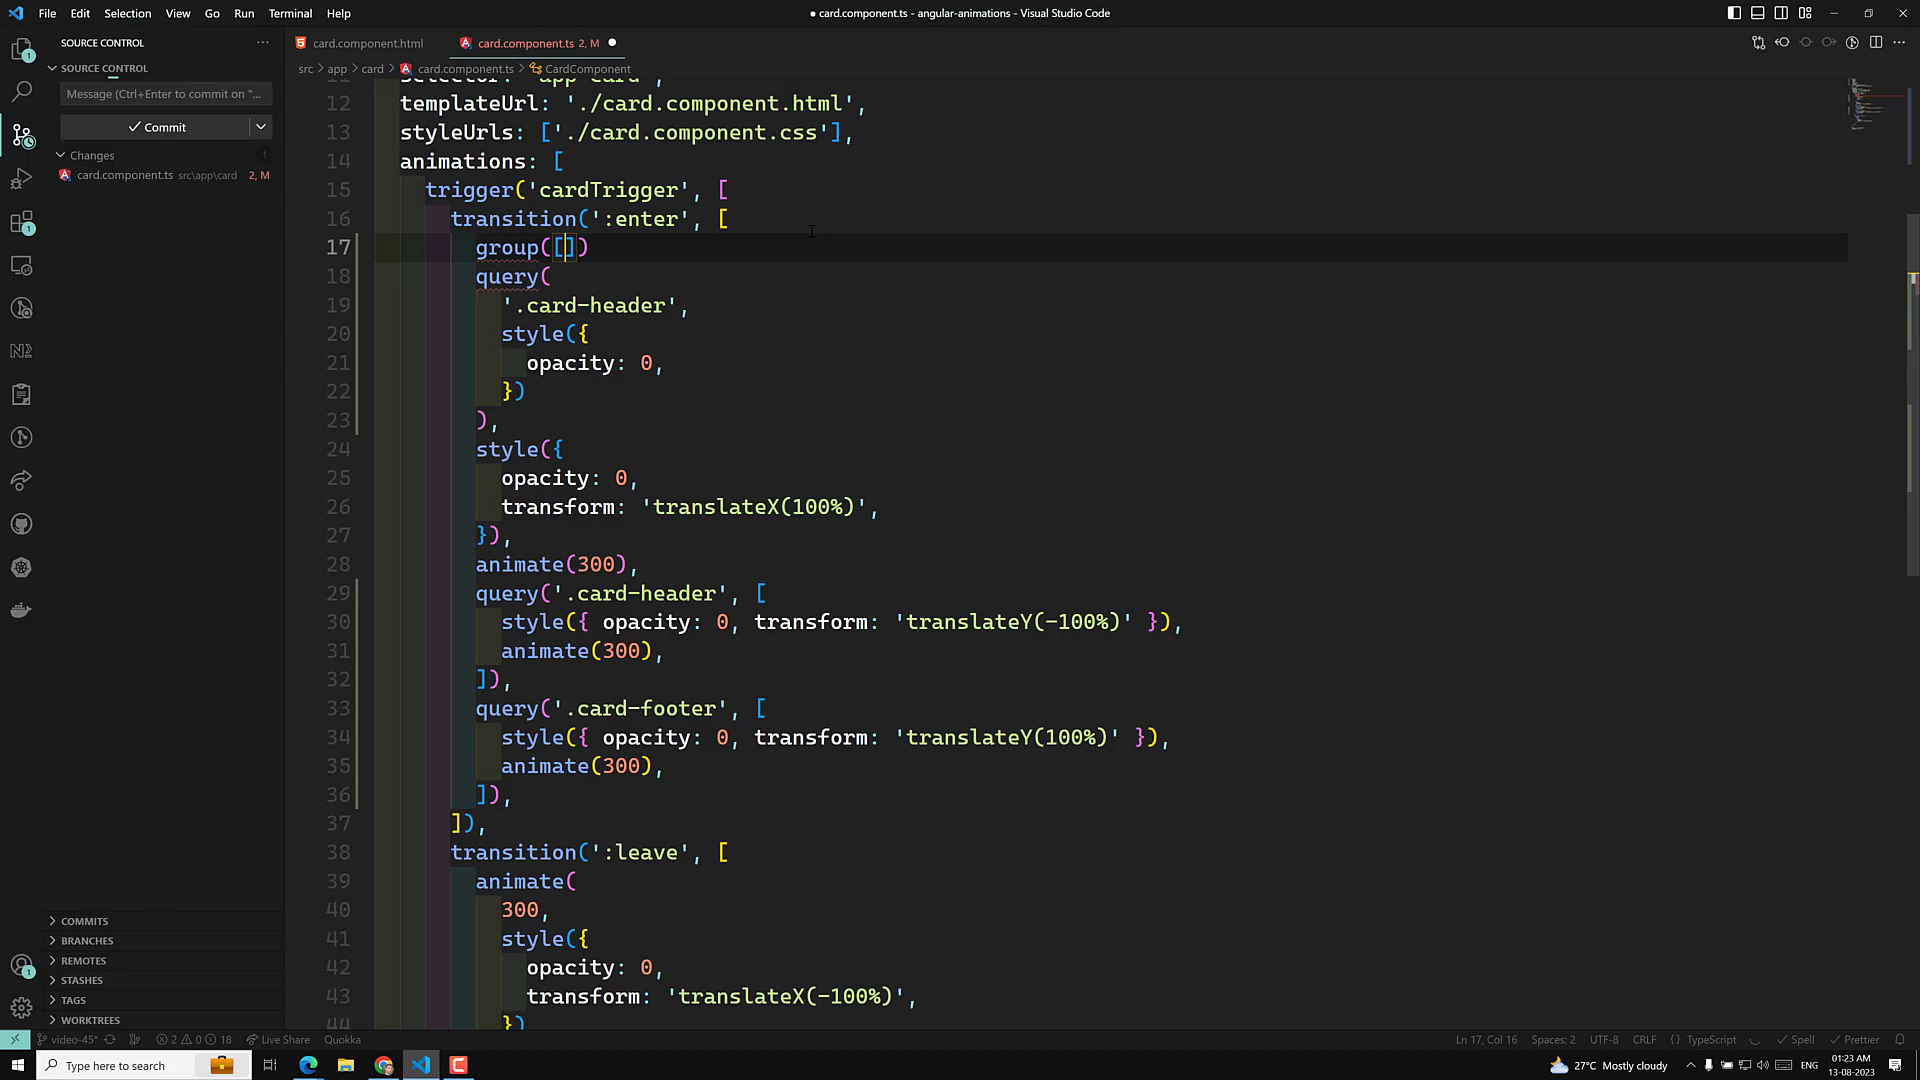 File Edit Selection View Go Run Terminal Help
● card.component.ts - angular-animations - Visual Studio Code
SOURCE CONTROL
card.component.html
card.component.ts 2, M
SOURCE CONTROL
src > app > card > card.component.ts > CardComponent
Message (Ctrl+Enter to commit on "...
Commit
Changes 1
card.component.ts src\app\card 2, M
12 templateUrl: './card.component.html',
13 styleUrls: ['./card.component.css'],
14 animations: [
15 trigger('cardTrigger', [
16 transition(':enter', [
17 group([])
18 query(
19 '.card-header',
20 style({
21 opacity: 0,
22 })
23 ),
24 style({
25 opacity: 0,
26 transform: 'translateX(100%)',
27 }),
28 animate(300),
29 query('.card-header', [
30 style({ opacity: 0, transform: 'translateY(-100%)' }),
31 animate(300),
32 ]),
33 query('.card-footer', [
34 style({ opacity: 0, transform: 'translateY(100%)' }),
35 animate(300),
36 ]),
37 ]),
38 transition(':leave', [
39 animate(
40 300,
41 style({
42 opacity: 0,
43 transform: 'translateX(-100%)',
44 })
COMMITS
BRANCHES
REMOTES
STASHES
TAGS
WORKTREES
video-45* 2 0 18 Live Share Quokka
Ln 17, Col 16 Spaces: 2 UTF-8 CRLF {} TypeScript Spell Prettier
Type here to search
27°C Mostly cloudy
ENG
01:23 AM
13-08-2023